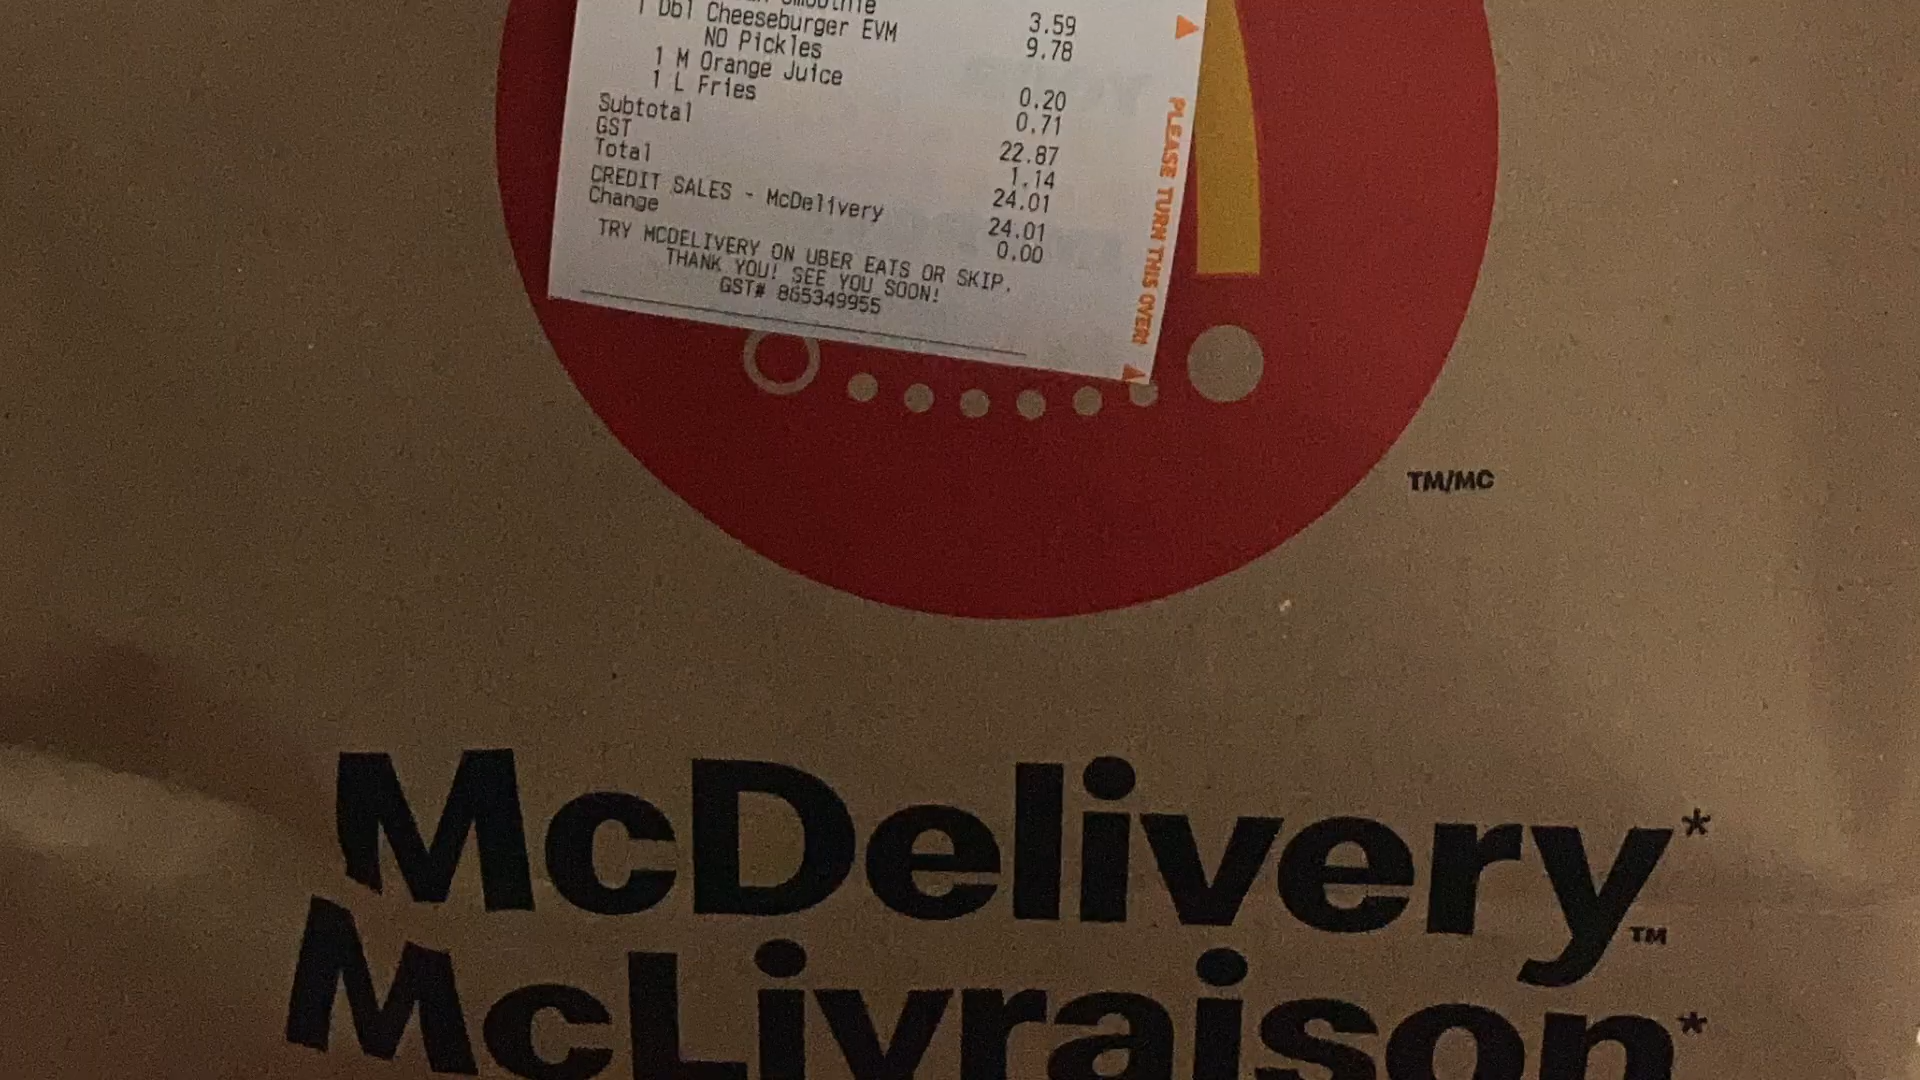 Smoothie 3.59
1 Dbl Cheeseburger EVM 9.78
NO Pickles
1 M Orange Juice 0.20
1 L Fries 0.71
Subtotal 22.87
GST 1.14
Total 24.01
CREDIT SALES - McDelivery 24.01
Change 0.00
TRY MCDELIVERY ON UBER EATS OR SKIP.
THANK YOU! SEE YOU SOON!
GST# 865349955
PLEASE TURN THIS OVER!
TM/MC
McDelivery*
TM
McLivraison*